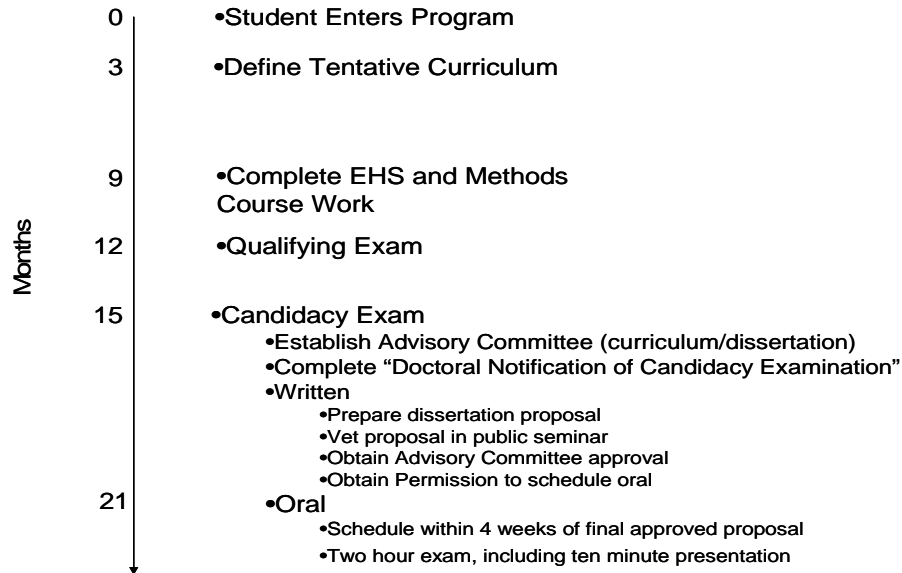 0 •Student Enters Program
3 •Define Tentative Curriculum
9 •Complete EHS and Methods
Course Work
Months
12 •Qualifying Exam
15 •Candidacy Exam
•Establish Advisory Committee (curriculum/dissertation)
•Complete “Doctoral Notification of Candidacy Examination”
•Written
•Prepare dissertation proposal
•Vet proposal in public seminar
•Obtain Advisory Committee approval
•Obtain Permission to schedule oral
21 •Oral
•Schedule within 4 weeks of final approved proposal
•Two hour exam, including ten minute presentation